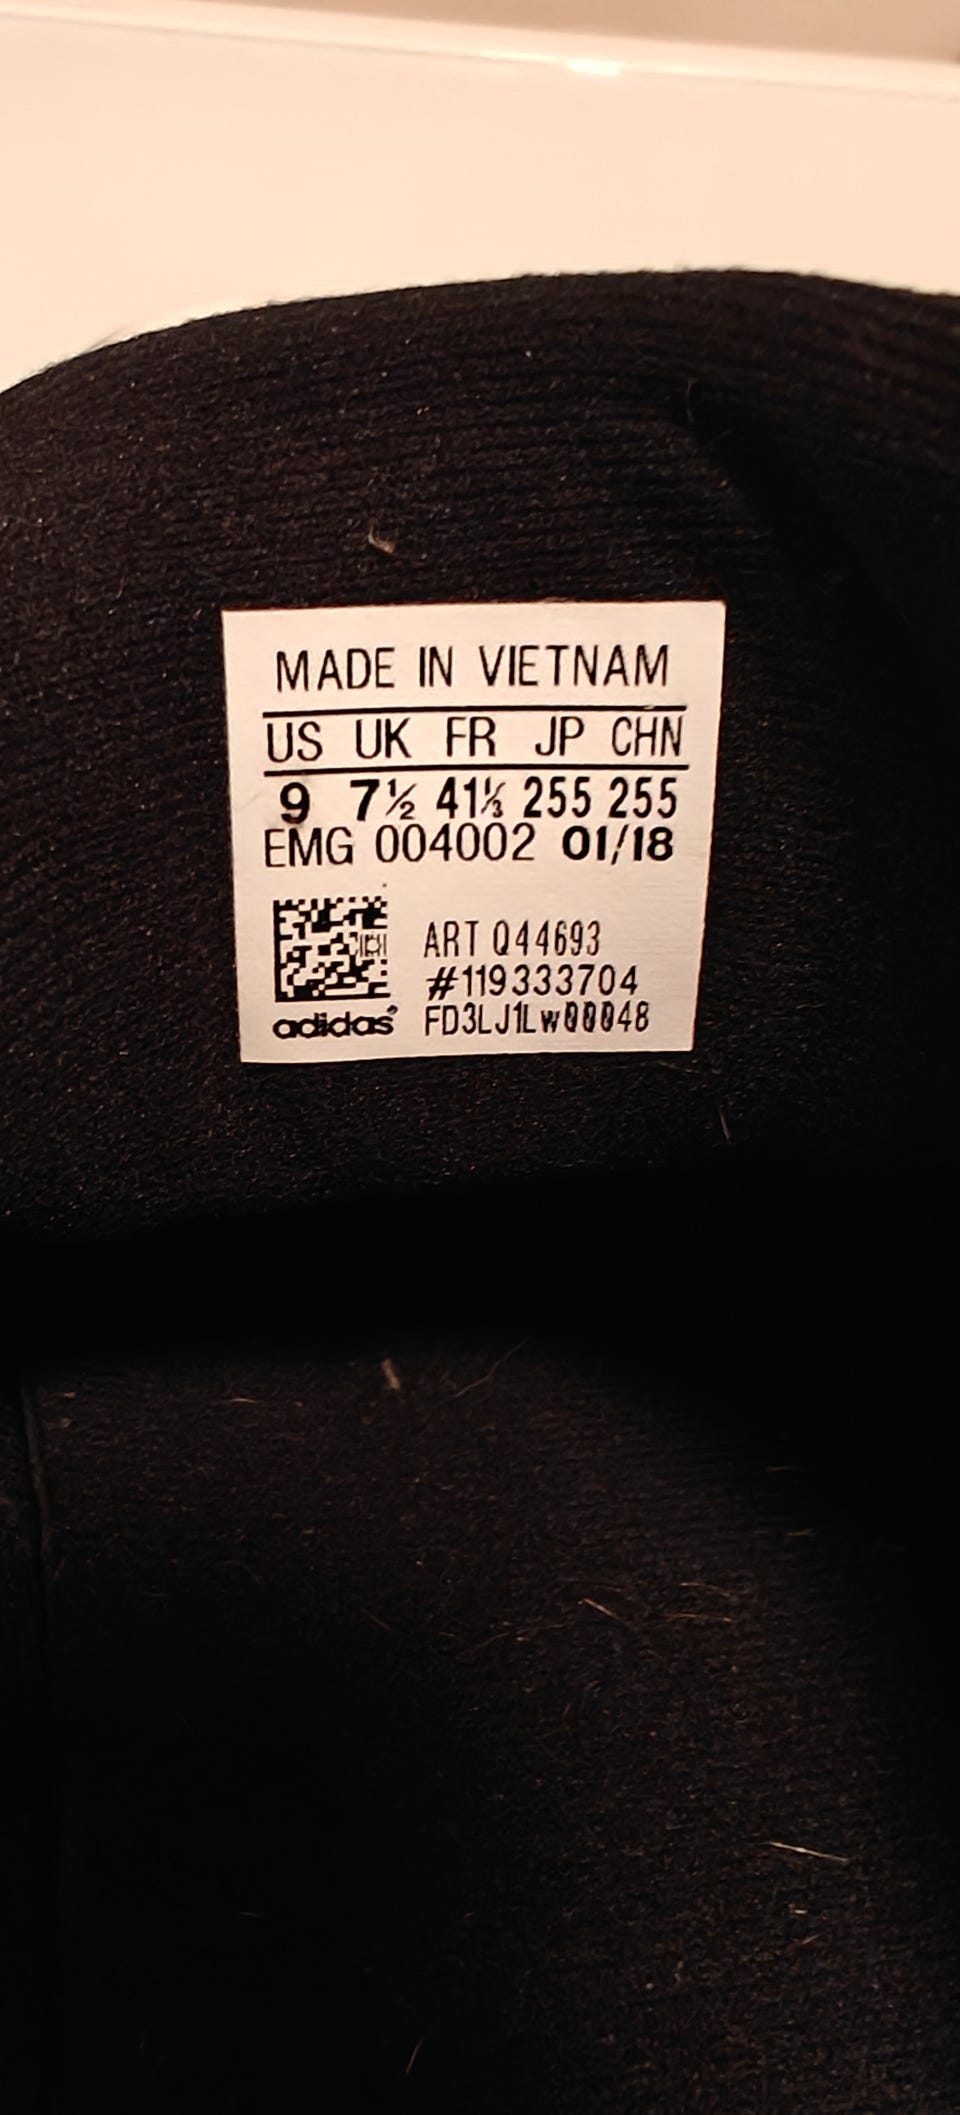 MADE IN VIETNAM
US UK FR JP CHN
9 7½ 41⅓ 255 255
EMG 004002 01/18
ART Q44693
#119333704
adidas® FD3LJ1Lw00048